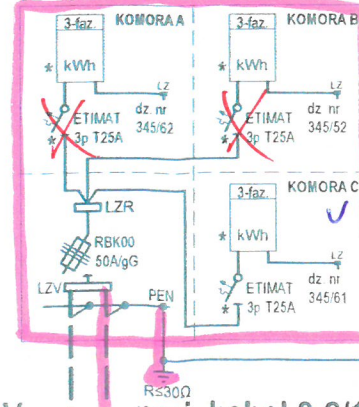 3-faz.
KOMORA A
kWh
*
LZ
ETIMAT
3p T25A
*
dz. nr
345/62
3-faz.
KOMORA B
kWh
*
LZ
ETIMAT
3p T25A
*
dz. nr
345/52
LZR
3-faz.
KOMORA C
kWh
*
LZ
ETIMAT
3p T25A
*
dz. nr
345/61
RBK00
50A/gG
LZV
PEN
R≤30Ω